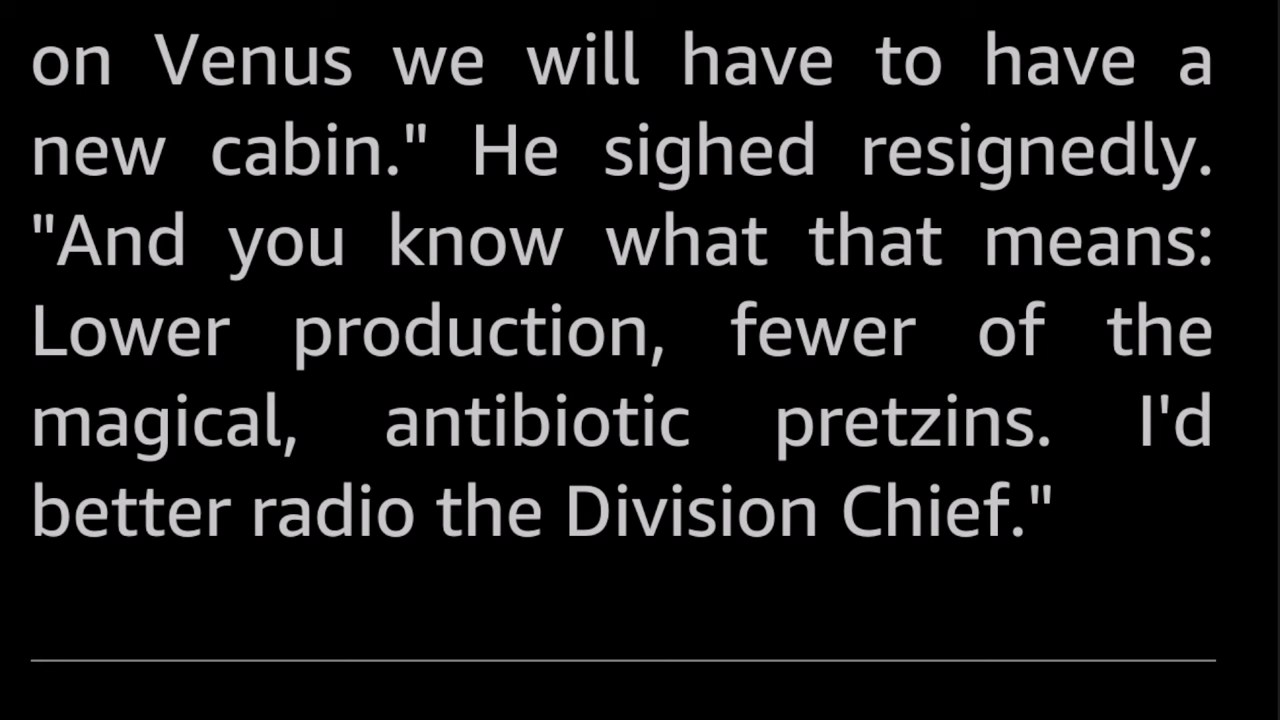 on Venus we will have to have a
new cabin." He sighed resignedly.
"And you know what that means:
Lower production, fewer of the
magical, antibiotic pretzins. I'd
better radio the Division Chief."